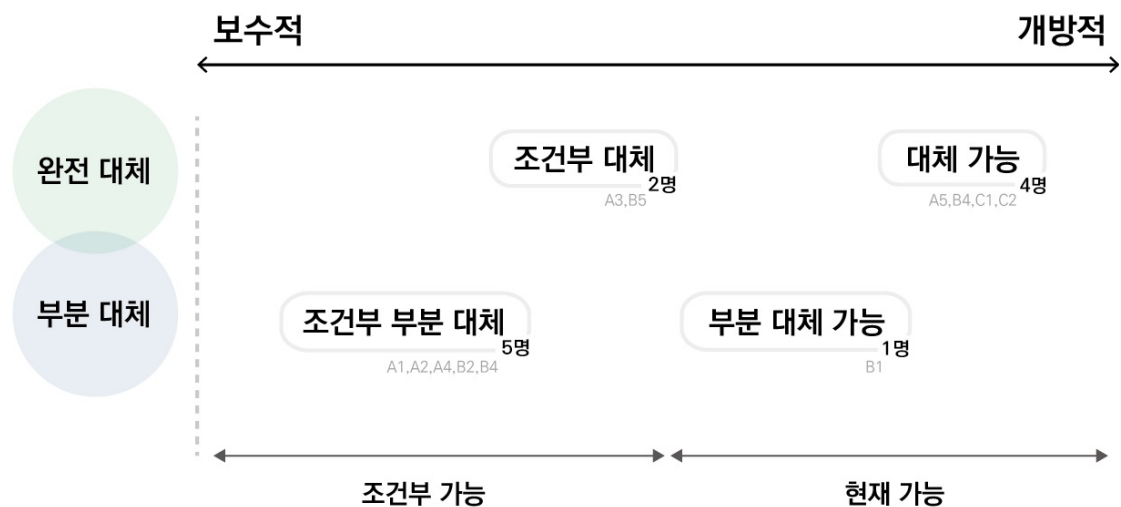 보수적
개방적
완전 대체
조건부 대체
2명
A3,B5
대체 가능
4명
A5,B4,C1,C2
부분 대체
조건부 부분 대체
5명
A1,A2,A4,B2,B4
부분 대체 가능
1명
B1
조건부 가능
현재 가능